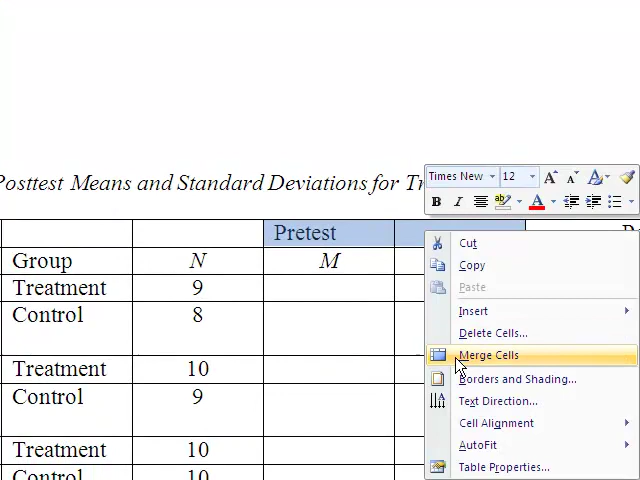 Posttest Means and Standard Deviations for Tr
Times New 12
B I
Pretest
Group N M
Treatment 9
Control 8
Treatment 10
Control 9
Treatment 10
Control 10
Cut
Copy
Paste
Insert
Delete Cells...
Merge Cells
Borders and Shading...
Text Direction...
Cell Alignment
AutoFit
Table Properties...